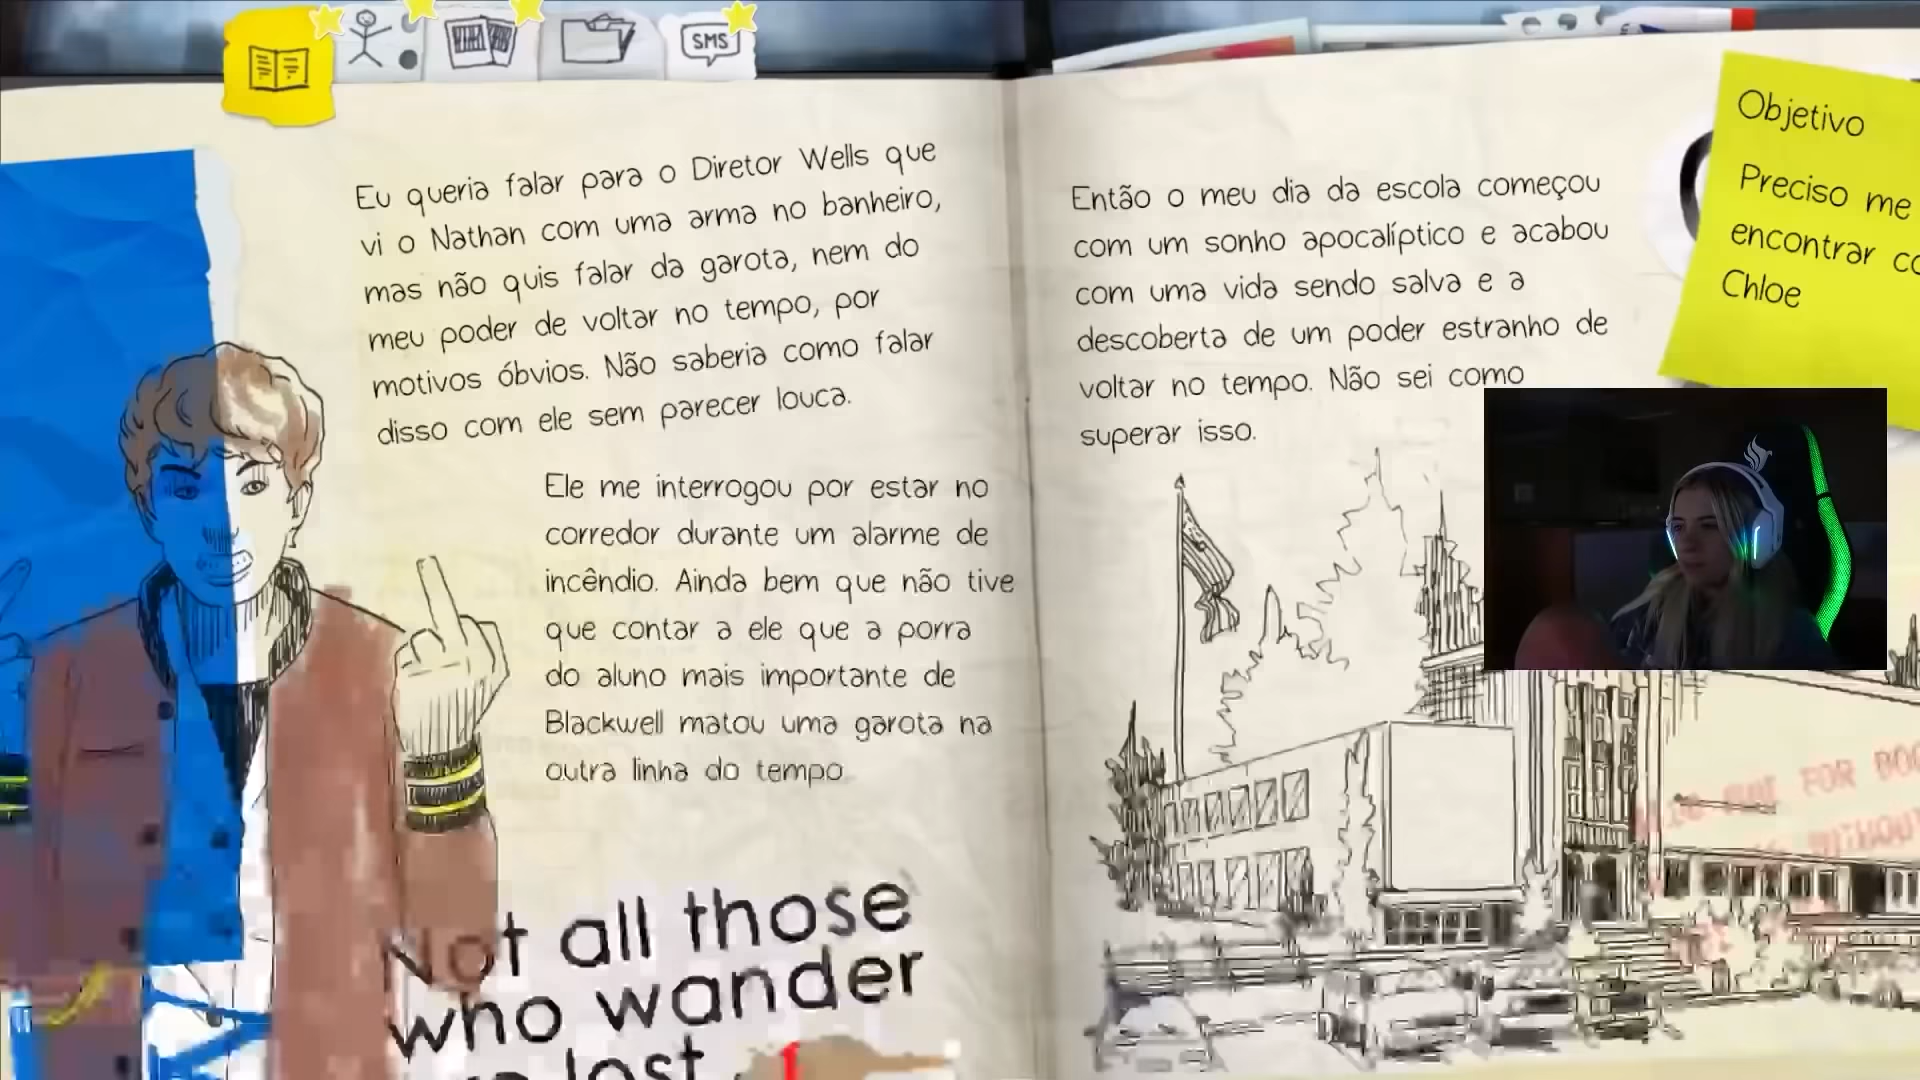 SMS
Eu queria falar para o Diretor Wells que
vi o Nathan com uma arma no banheiro,
mas não quis falar da garota, nem do
meu poder de voltar no tempo, por
motivos óbvios. Não saberia como falar
disso com ele sem parecer louca.
Ele me interrogou por estar no
corredor durante um alarme de
incêndio. Ainda bem que não tive
que contar a ele que a porra
do aluno mais importante de
Blackwell matou uma garota na
outra linha do tempo.
Not all those
who wander
lost
Então o meu dia da escola começou
com um sonho apocalíptico e acabou
com uma vida sendo salva e a
descoberta de um poder estranho de
voltar no tempo. Não sei como
superar isso.
Objetivo
Preciso me
encontrar
Chloe
FOR